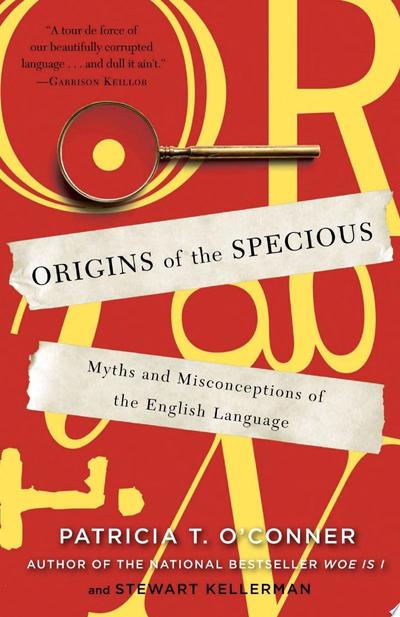 “A tour de force of
our beautifully corrupted
language . . . and dull it ain’t.”
—GARRISON KEILLOR
ORIGINS of the SPECIOUS
Myths and Misconceptions of
the English Language
PATRICIA T. O’CONNER
AUTHOR OF THE NATIONAL BESTSELLER WOE IS I
and STEWART KELLERMAN